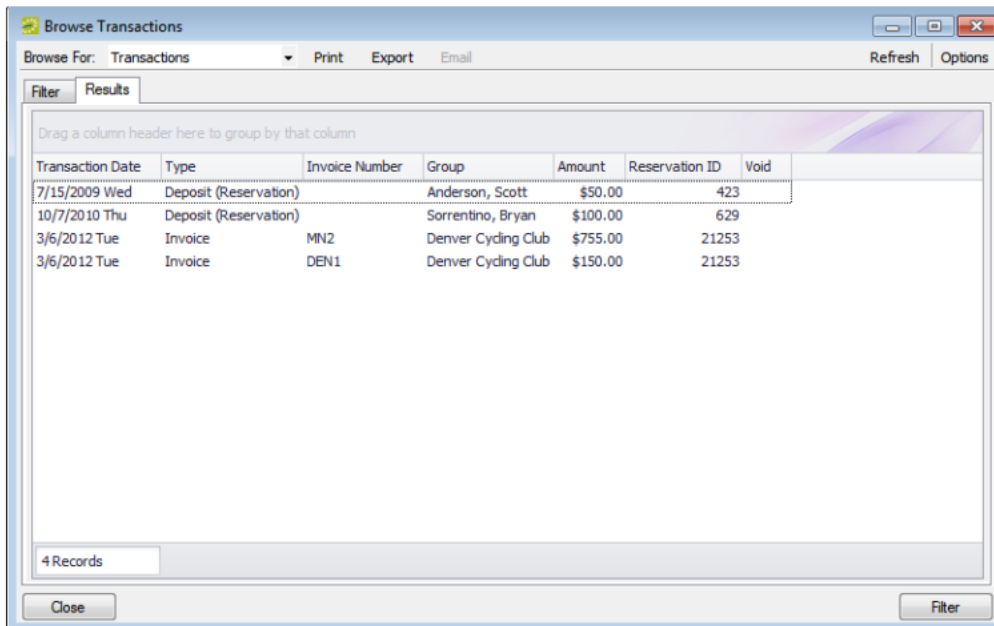 Browse Transactions
Browse For: Transactions Print Export Email Refresh Options
Filter Results
Drag a column header here to group by that column
Transaction Date Type Invoice Number Group Amount Reservation ID Void
7/15/2009 Wed Deposit (Reservation) Anderson, Scott $50.00 423
10/7/2010 Thu Deposit (Reservation) Sorrentino, Bryan $100.00 629
3/6/2012 Tue Invoice MN2 Denver Cycling Club $755.00 21253
3/6/2012 Tue Invoice DEN1 Denver Cycling Club $150.00 21253
4 Records
Close Filter